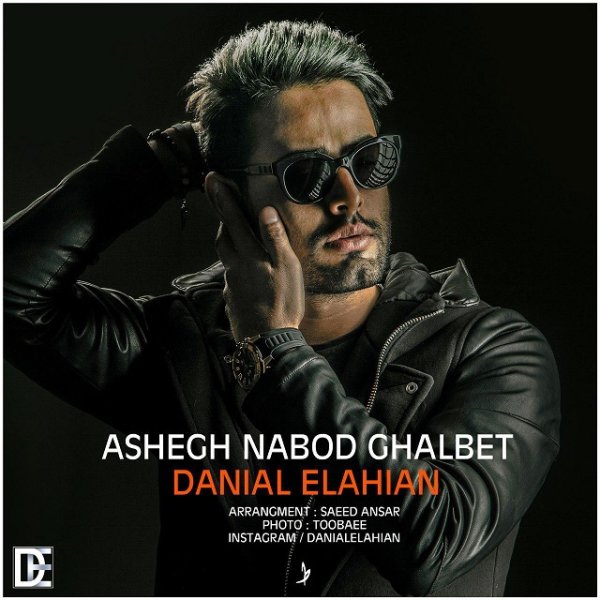 ASHEGH NABOD GHALBET
DANIAL ELAHIAN
ARRANGMENT : SAEED ANSAR
PHOTO : TOOBAEE
INSTAGRAM / DANIALELAHIAN
DE